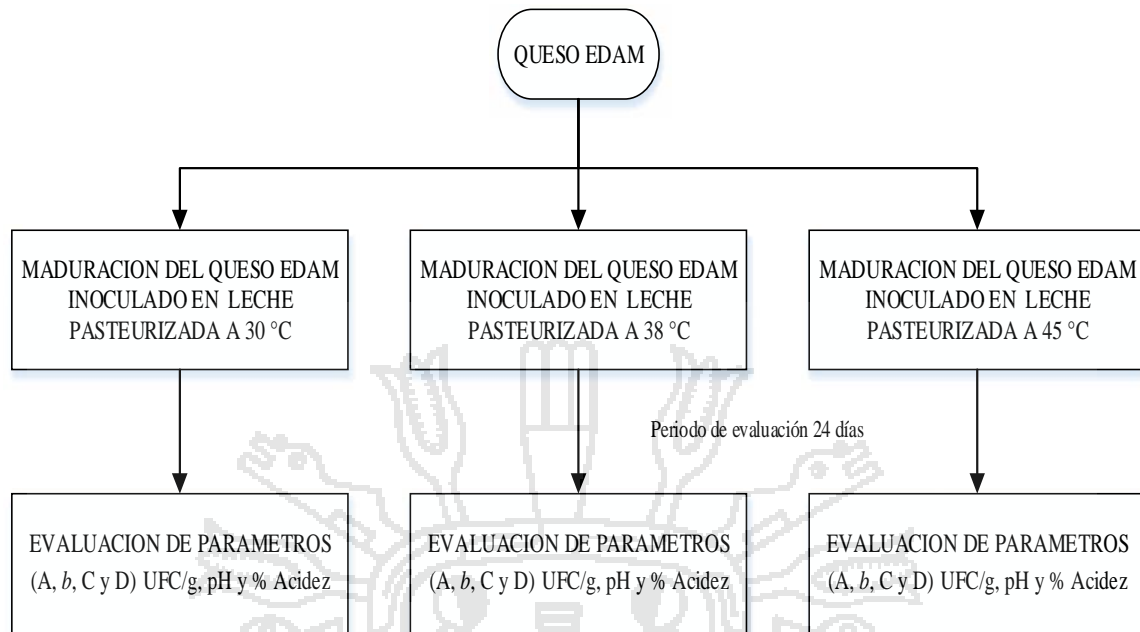 QUESO EDAM
MADURACION DEL QUESO EDAM
INOCULADO EN LECHE
PASTEURIZADA A 30 °C
MADURACION DEL QUESO EDAM
INOCULADO EN LECHE
PASTEURIZADA A 38 °C
MADURACION DEL QUESO EDAM
INOCULADO EN LECHE
PASTEURIZADA A 45 °C
Periodo de evaluación 24 días
EVALUACION DE PARAMETROS
(A, b, C y D) UFC/g, pH y % Acidez
EVALUACION DE PARAMETROS
(A, b, C y D) UFC/g, pH y % Acidez
EVALUACION DE PARAMETROS
(A, b, C y D) UFC/g, pH y % Acidez